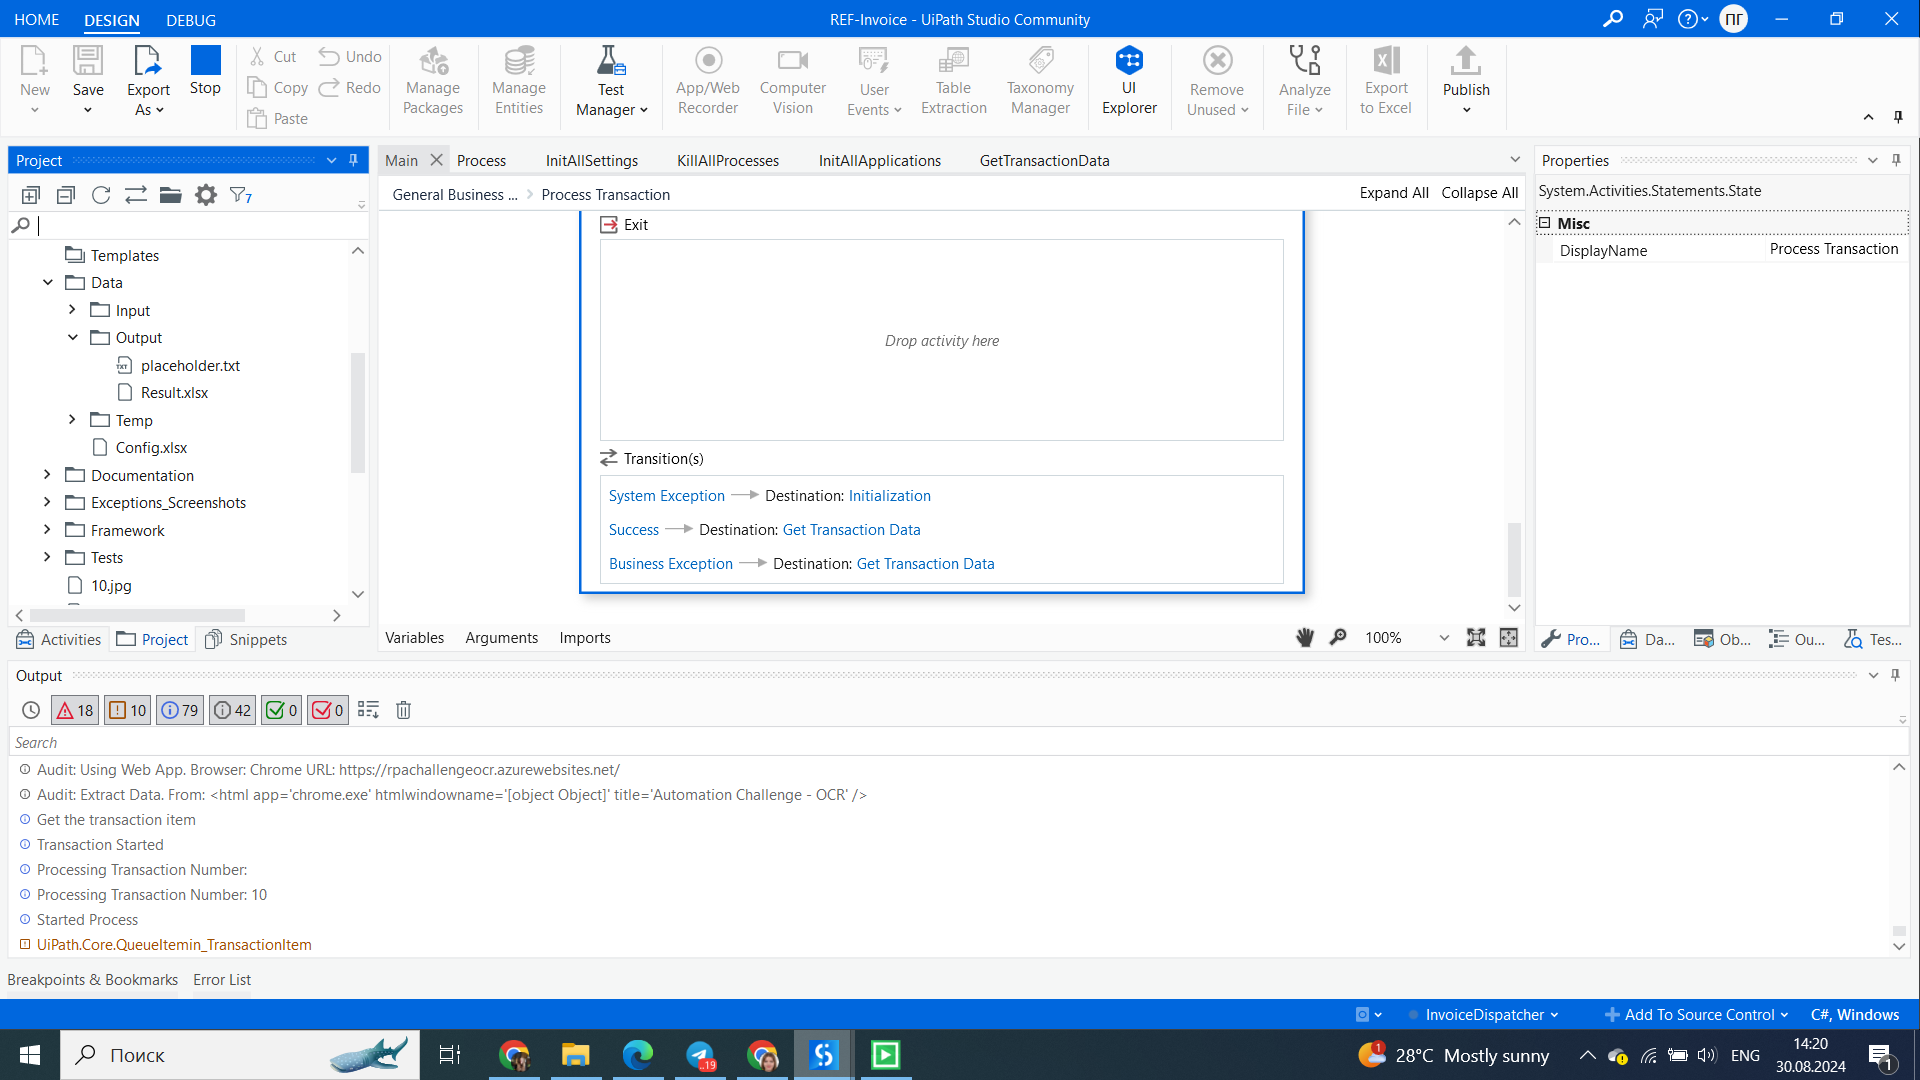 HOME DESIGN DEBUG REF-Invoice - UiPath Studio Community ПГ
New Save Export As Stop Cut Copy Paste Undo Redo Manage Packages Manage Entities Test Manager App/Web Recorder Computer Vision User Events Table Extraction Taxonomy Manager UI Explorer Remove Unused Analyze File Export to Excel Publish
Project
7
Templates
Data
Input
Output
placeholder.txt
Result.xlsx
Temp
Config.xlsx
Documentation
Exceptions_Screenshots
Framework
Tests
10.jpg
Activities Project Snippets
Main Process InitAllSettings KillAllProcesses InitAllApplications GetTransactionData
General Business ... Process Transaction Expand All Collapse All
Exit
Drop activity here
Transition(s)
System Exception Destination: Initialization
Success Destination: Get Transaction Data
Business Exception Destination: Get Transaction Data
Variables Arguments Imports 100%
Properties
System.Activities.Statements.State
Misc
DisplayName Process Transaction
Pro... Da... Ob... Ou... Tes...
Output
18 10 79 42 0 0
Search
Audit: Using Web App. Browser: Chrome URL: https://rpachallengeocr.azurewebsites.net/
Audit: Extract Data. From: <html app='chrome.exe' htmlwindowname='[object Object]' title='Automation Challenge - OCR' />
Get the transaction item
Transaction Started
Processing Transaction Number:
Processing Transaction Number: 10
Started Process
UiPath.Core.QueueItemin_TransactionItem
Breakpoints & Bookmarks Error List
InvoiceDispatcher Add To Source Control C#, Windows
Поиск ..19 1 28°C Mostly sunny ENG 14:20 30.08.2024 1